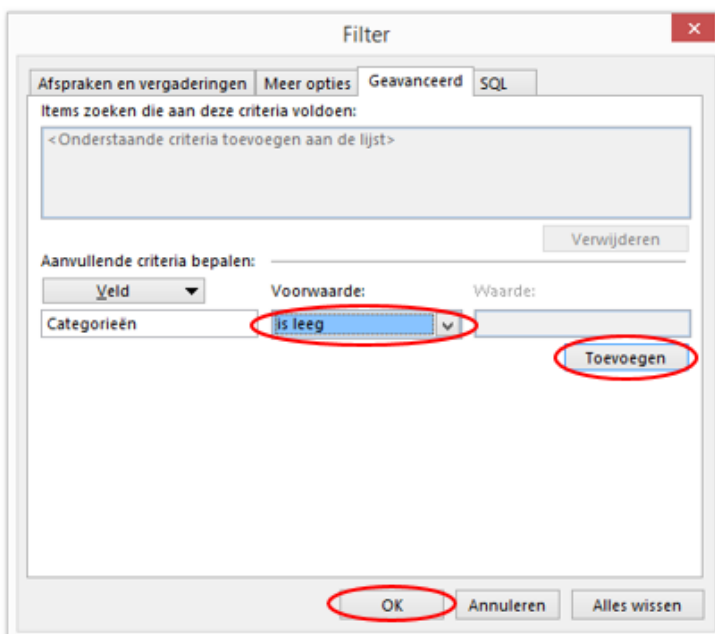 Filter
Afspraken en vergaderingen Meer opties Geavanceerd SQL
Items zoeken die aan deze criteria voldoen:
<Onderstaande criteria toevoegen aan de lijst>
Verwijderen
Aanvullende criteria bepalen:
Veld Voorwaarde: Waarde:
Categorieën is leeg
Toevoegen
OK Annuleren Alles wissen